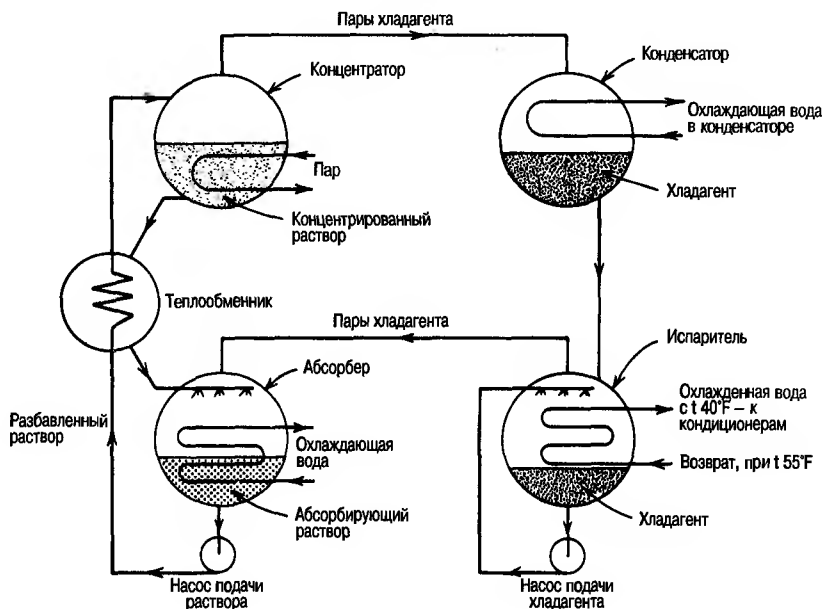 Пары хладагента
Концентратор
Конденсатор
Охлаждающая вода
в конденсаторе
Пар
Хладагент
Концентрированный
раствор
Теплообменник
Пары хладагента
Испаритель
Абсорбер
Охлажденная вода
с t 40°F – к
кондиционерам
Разбавленный
раствор
Охлаждающая
вода
Возврат, при t 55°F
Абсорбирующий
раствор
Хладагент
Насос подачи
раствора
Насос подачи
хладагента